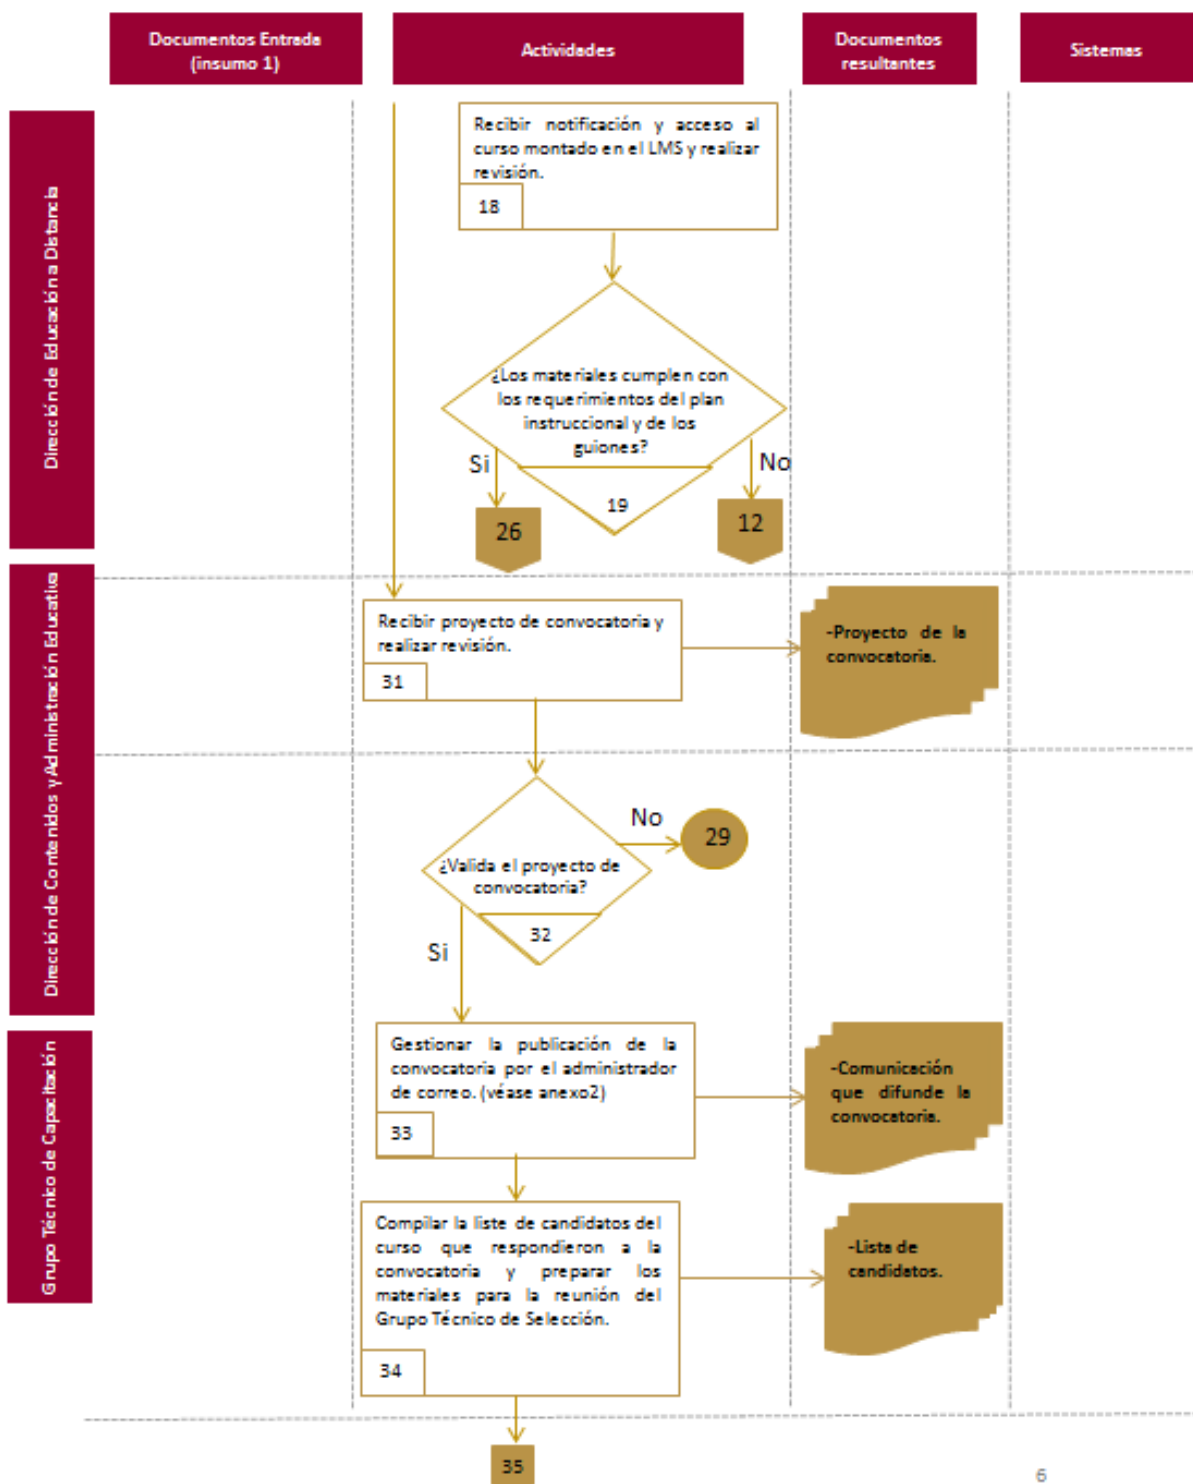 Documentos Entrada
(insumo 1)
Actividades
Documentos
resultantes
Sistemas
Dirección de Educación a Distancia
Recibir notificación y acceso al
curso montado en el LMS y realizar
revisión.
18
¿Los materiales cumplen con
los requerimientos del plan
instruccional y de los
guiones?
Si
No
19
26
12
Dirección de Contenidos y Administración Educativa
Recibir proyecto de convocatoria y
realizar revisión.
31
-Proyecto de la
convocatoria.
¿Valida el proyecto de
convocatoria?
No
29
32
Si
Grupo Técnico de Capacitación
Gestionar la publicación de la
convocatoria por el administrador
de correo. (véase anexo2)
33
-Comunicación
que difunde la
convocatoria.
Compilar la liste de candidatos del
curso que respondieron a la
convocatoria y preparar los
materiales para la reunión del
Grupo Técnico de Selección.
34
-Lista de
candidatos.
35
6